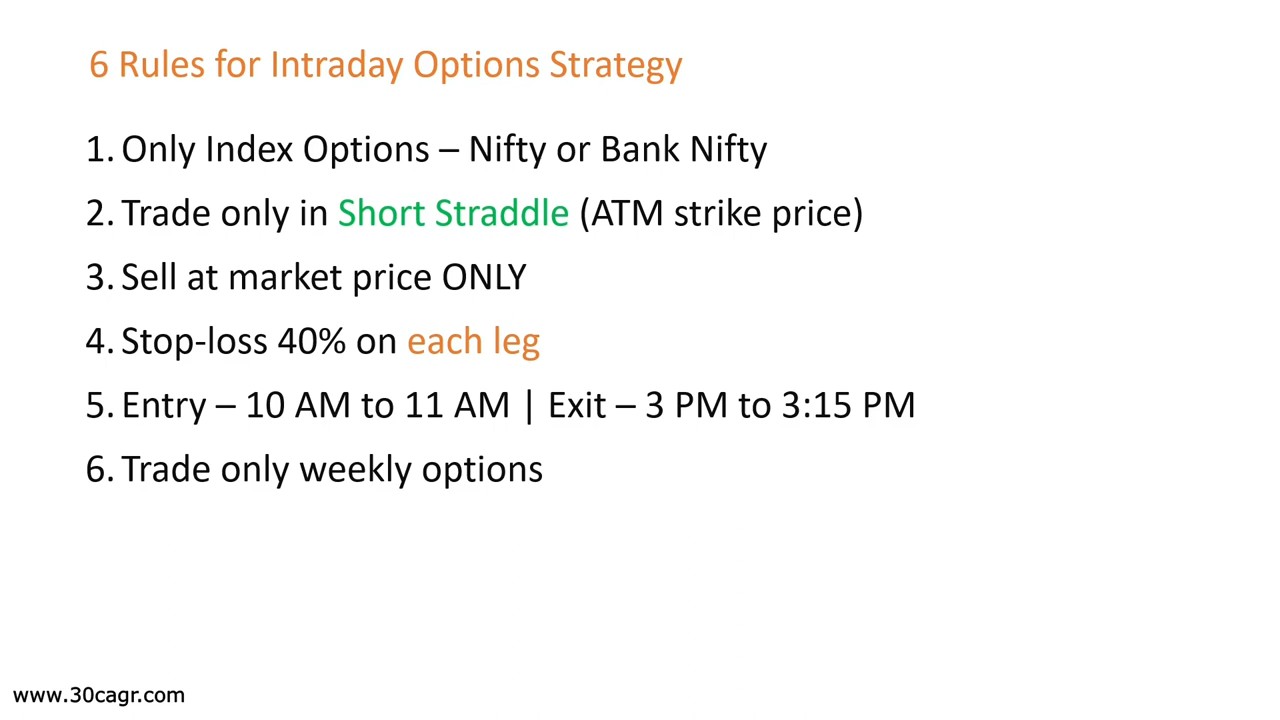 6 Rules for Intraday Options Strategy
1. Only Index Options – Nifty or Bank Nifty
2. Trade only in Short Straddle (ATM strike price)
3. Sell at market price ONLY
4. Stop-loss 40% on each leg
5. Entry – 10 AM to 11 AM | Exit – 3 PM to 3:15 PM
6. Trade only weekly options
www.30cagr.com